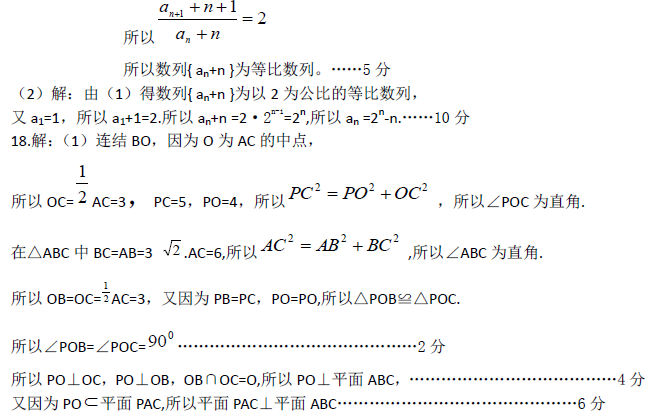 所以 \frac{a_{n+1}+n+1}{a_n+n}=2
所以数列{ aₙ+n }为等比数列。……5 分
（2）解：由（1）得数列{ aₙ+n }为以 2 为公比的等比数列，
又 a₁=1，所以 a₁+1=2.所以 aₙ+n =2·2ⁿ⁻¹=2ⁿ,所以 aₙ =2ⁿ-n.……10 分
18.解：（1）连结 BO，因为 O 为 AC 的中点，
所以 OC= \frac{1}{2} AC=3， PC=5，PO=4，所以 PC²=PO²+OC² ，所以∠POC 为直角.
在△ABC 中 BC=AB=3 √2 .AC=6,所以 AC²=AB²+BC² ,所以∠ABC 为直角.
所以 OB=OC=\frac{1}{2}AC=3，又因为 PB=PC，PO=PO,所以△POB≌△POC.
所以∠POB=∠POC=90⁰……………………………………2 分
所以 PO⊥OC，PO⊥OB，OB∩OC=O,所以 PO⊥平面 ABC，………………………………4 分
又因为 PO⊂平面 PAC,所以平面 PAC⊥平面 ABC……………………………………6 分